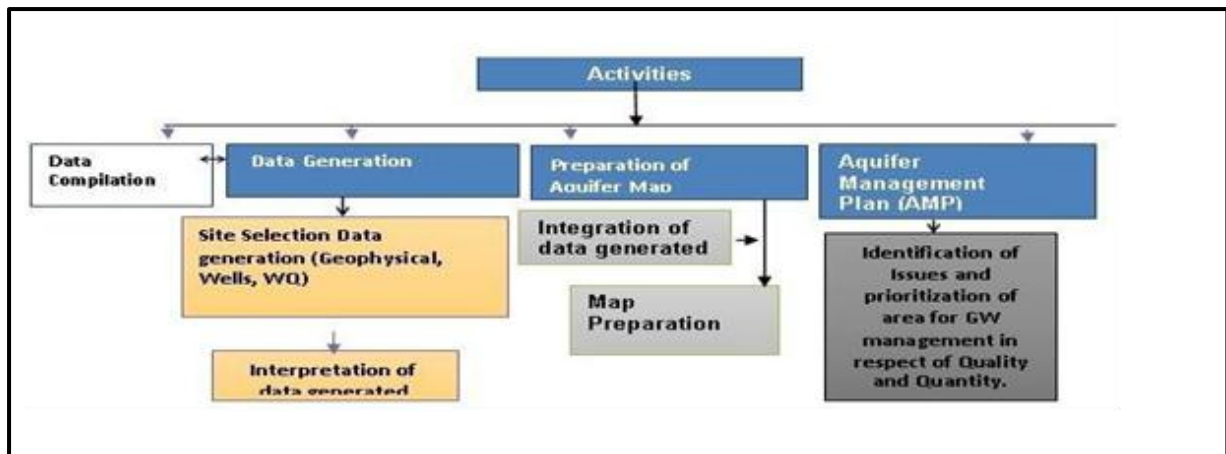 Activities
Data
Compilation
Data Generation
Preparation of
Aquifer Map
Aquifer
Management
Plan (AMP)
Site Selection Data
generation (Geophysical,
Wells, WQ)
Integration of
data generated
Identification of
Issues and
prioritization of
area for GW
management in
respect of Quality
and Quantity.
Map
Preparation
Interpretation of
data generated